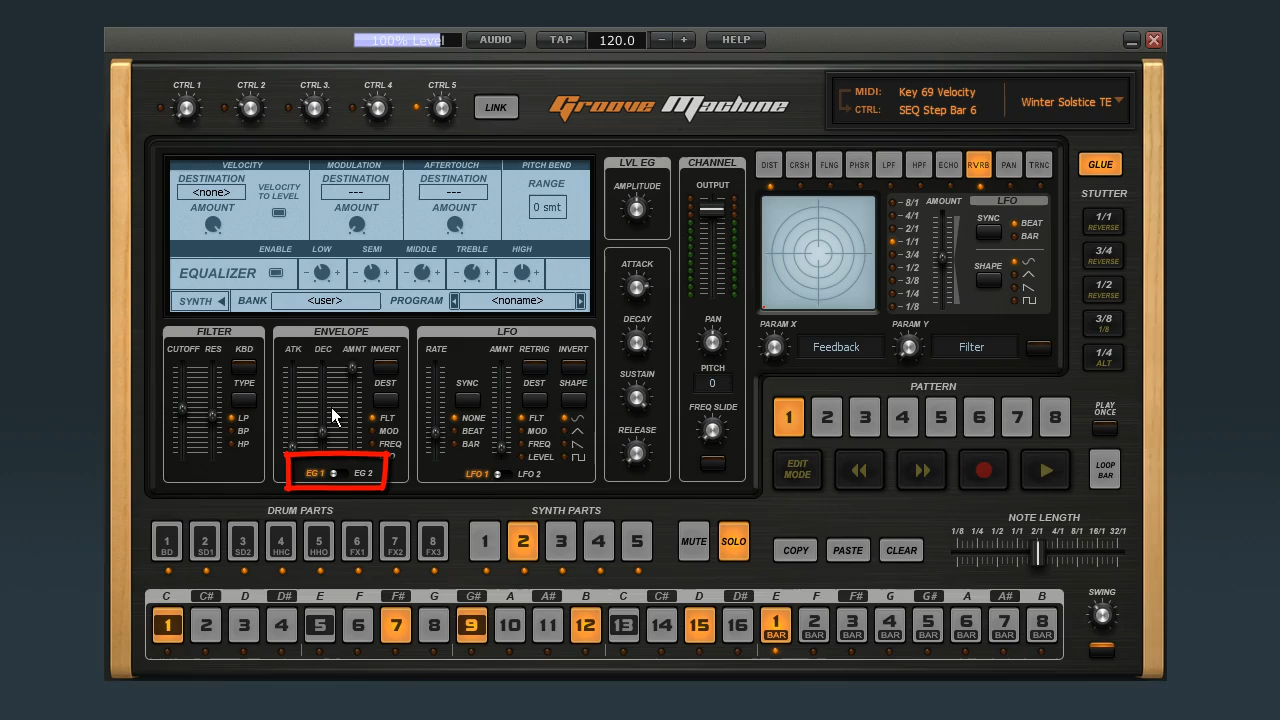 100% Level AUDIO TAP 120.0 − + HELP
CTRL 1 CTRL 2 CTRL 3. CTRL 4 CTRL 5 LINK
Groove Machine
MIDI: Key 69 Velocity
CTRL: SEQ Step Bar 6
Winter Solstice TE
VELOCITY MODULATION AFTERTOUCH PITCH BEND
DESTINATION DESTINATION DESTINATION RANGE
<none> VELOCITY TO LEVEL --- --- 0 smt
AMOUNT AMOUNT AMOUNT
ENABLE LOW SEMI MIDDLE TREBLE HIGH
EQUALIZER - + - + - + - + - +
SYNTH BANK <user> PROGRAM <noname>
LVL EG
AMPLITUDE
ATTACK
DECAY
SUSTAIN
RELEASE
CHANNEL
OUTPUT
PAN
PITCH
0
FREQ SLIDE
DIST CRSH FLNG PHSR LPF HPF ECHO RVRB PAN TRNC
GLUE
8/1
4/1
2/1
1/1
3/4
1/2
3/8
1/4
1/8
AMOUNT
LFO
SYNC BEAT
BAR
SHAPE
PARAM X PARAM Y
Feedback Filter
STUTTER
1/1
REVERSE
3/4
REVERSE
1/2
REVERSE
3/8
1/8
1/4
ALT
FILTER
CUTOFF RES KBD
TYPE
LP
BP
HP
ENVELOPE
ATK DEC AMNT INVERT
DEST
FLT
MOD
FREQ
EG 1 EG 2
LFO
RATE AMNT RETRIG INVERT
SYNC DEST SHAPE
NONE FLT
BEAT MOD
BAR FREQ
LEVEL
LFO 1 LFO 2
PATTERN
1 2 3 4 5 6 7 8
PLAY ONCE
EDIT MODE
LOOP BAR
DRUM PARTS
1 BD 2 SD1 3 SD2 4 HHC 5 HHO 6 FX1 7 FX2 8 FX3
SYNTH PARTS
1 2 3 4 5 MUTE SOLO
COPY PASTE CLEAR
NOTE LENGTH
1/8 1/4 1/2 1/1 2/1 4/1 8/1 16/1 32/1
C C# D D# E F F# G G# A A# B C C# D D# E F F# G G# A A# B
1 2 3 4 5 6 7 8 9 10 11 12 13 14 15 16 1 2 3 4 5 6 7 8
BAR BAR BAR BAR BAR BAR BAR BAR
SWING